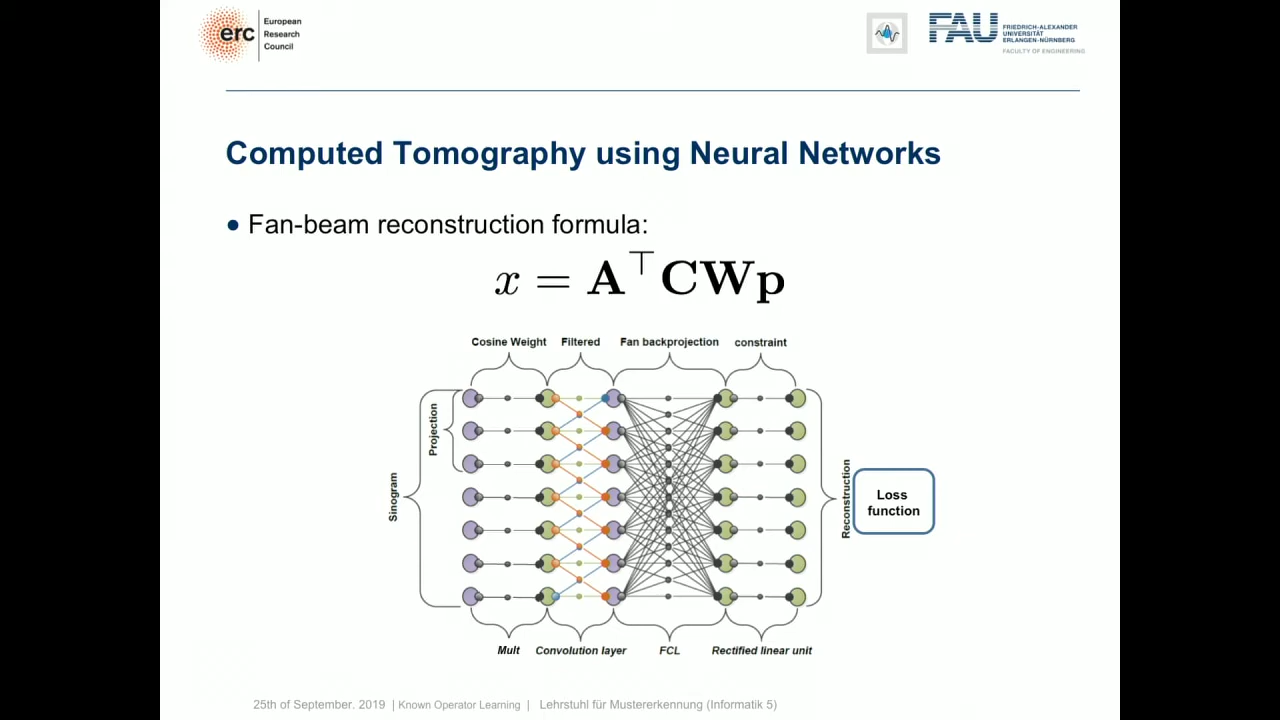 erc
European
Research
Council
FAU
FRIEDRICH-ALEXANDER
UNIVERSITÄT
ERLANGEN-NÜRNBERG
FACULTY OF ENGINEERING
Computed Tomography using Neural Networks
● Fan-beam reconstruction formula:
x = A⊤CWp
Cosine Weight Filtered Fan backprojection constraint
Projection
Sinogram
Reconstruction
Loss
function
Mult Convolution layer FCL Rectified linear unit
25th of September. 2019 | Known Operator Learning | Lehrstuhl für Mustererkennung (Informatik 5)